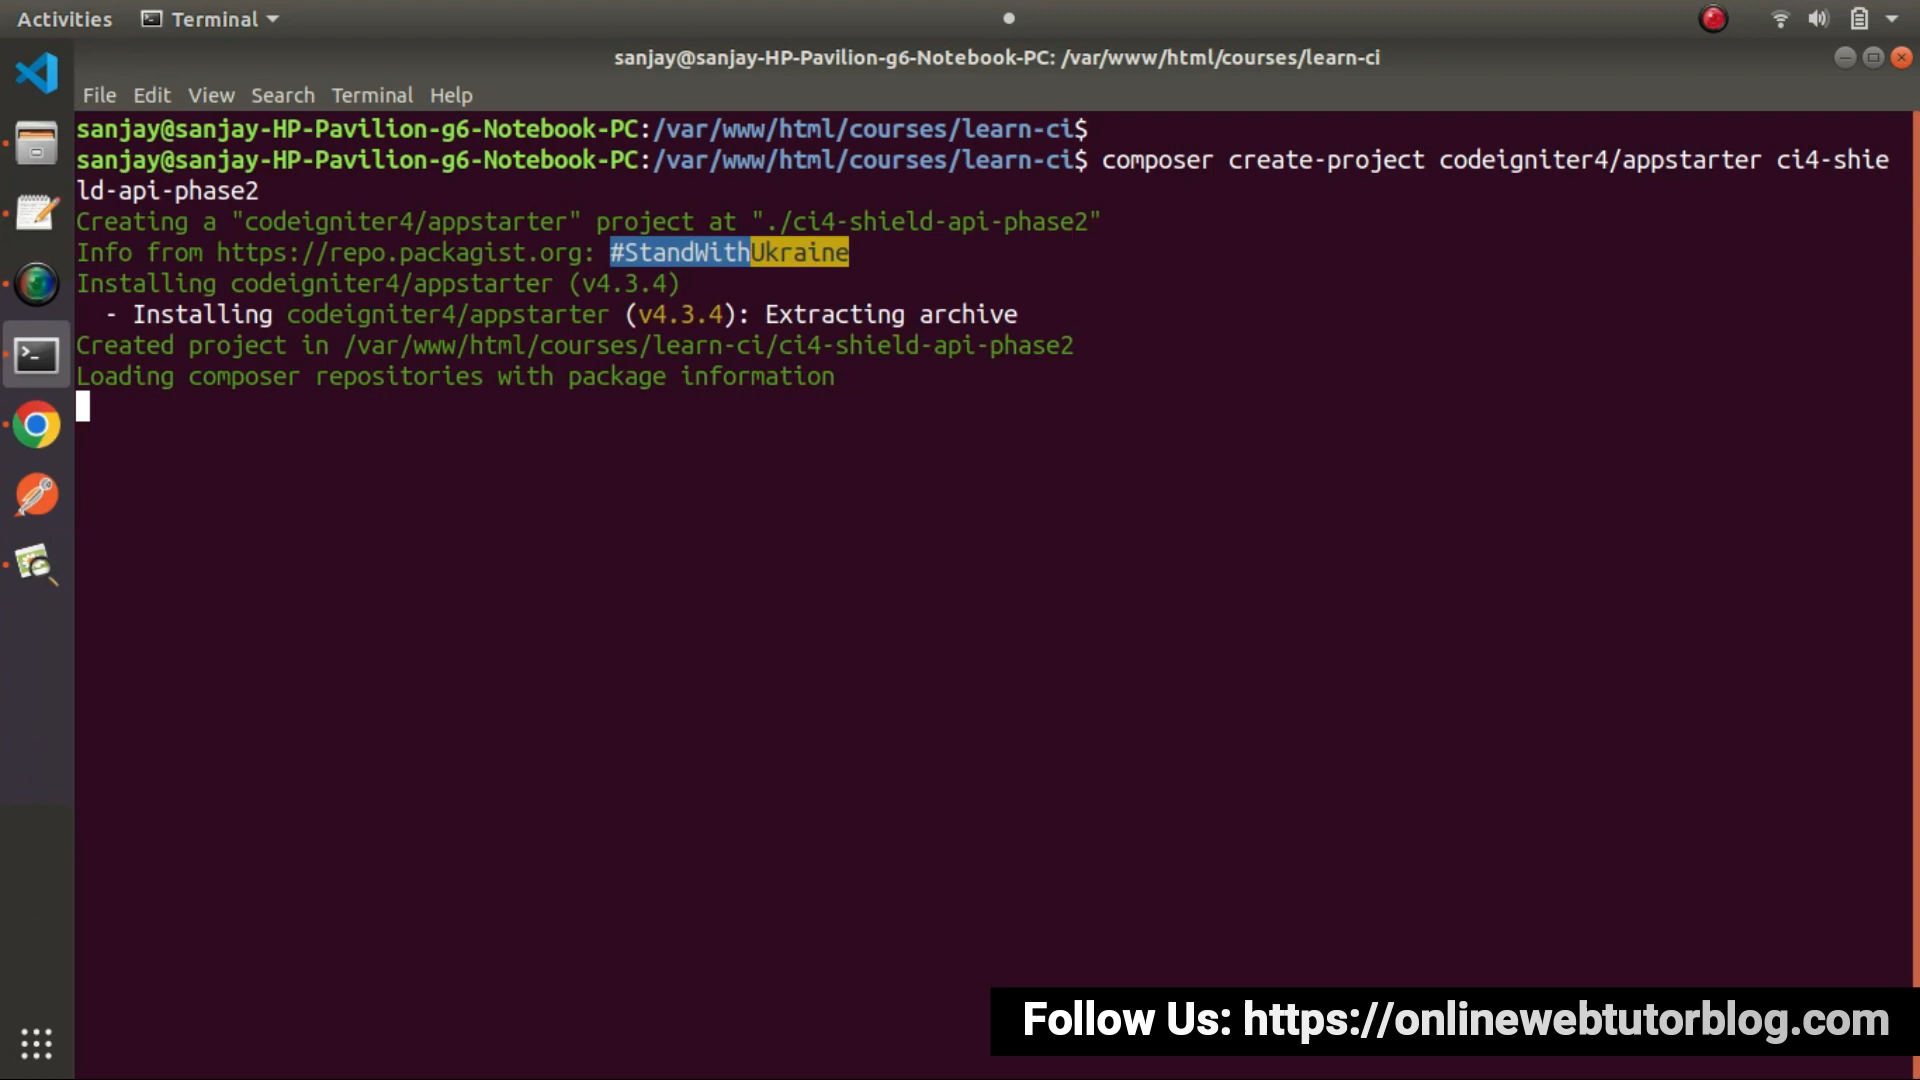 Activities Terminal
sanjay@sanjay-HP-Pavilion-g6-Notebook-PC: /var/www/html/courses/learn-ci
File Edit View Search Terminal Help
sanjay@sanjay-HP-Pavilion-g6-Notebook-PC:/var/www/html/courses/learn-ci$
sanjay@sanjay-HP-Pavilion-g6-Notebook-PC:/var/www/html/courses/learn-ci$ composer create-project codeigniter4/appstarter ci4-shie
ld-api-phase2
Creating a "codeigniter4/appstarter" project at "./ci4-shield-api-phase2"
Info from https://repo.packagist.org: #StandWithUkraine
Installing codeigniter4/appstarter (v4.3.4)
- Installing codeigniter4/appstarter (v4.3.4): Extracting archive
Created project in /var/www/html/courses/learn-ci/ci4-shield-api-phase2
Loading composer repositories with package information
Follow Us: https://onlinewebtutorblog.com